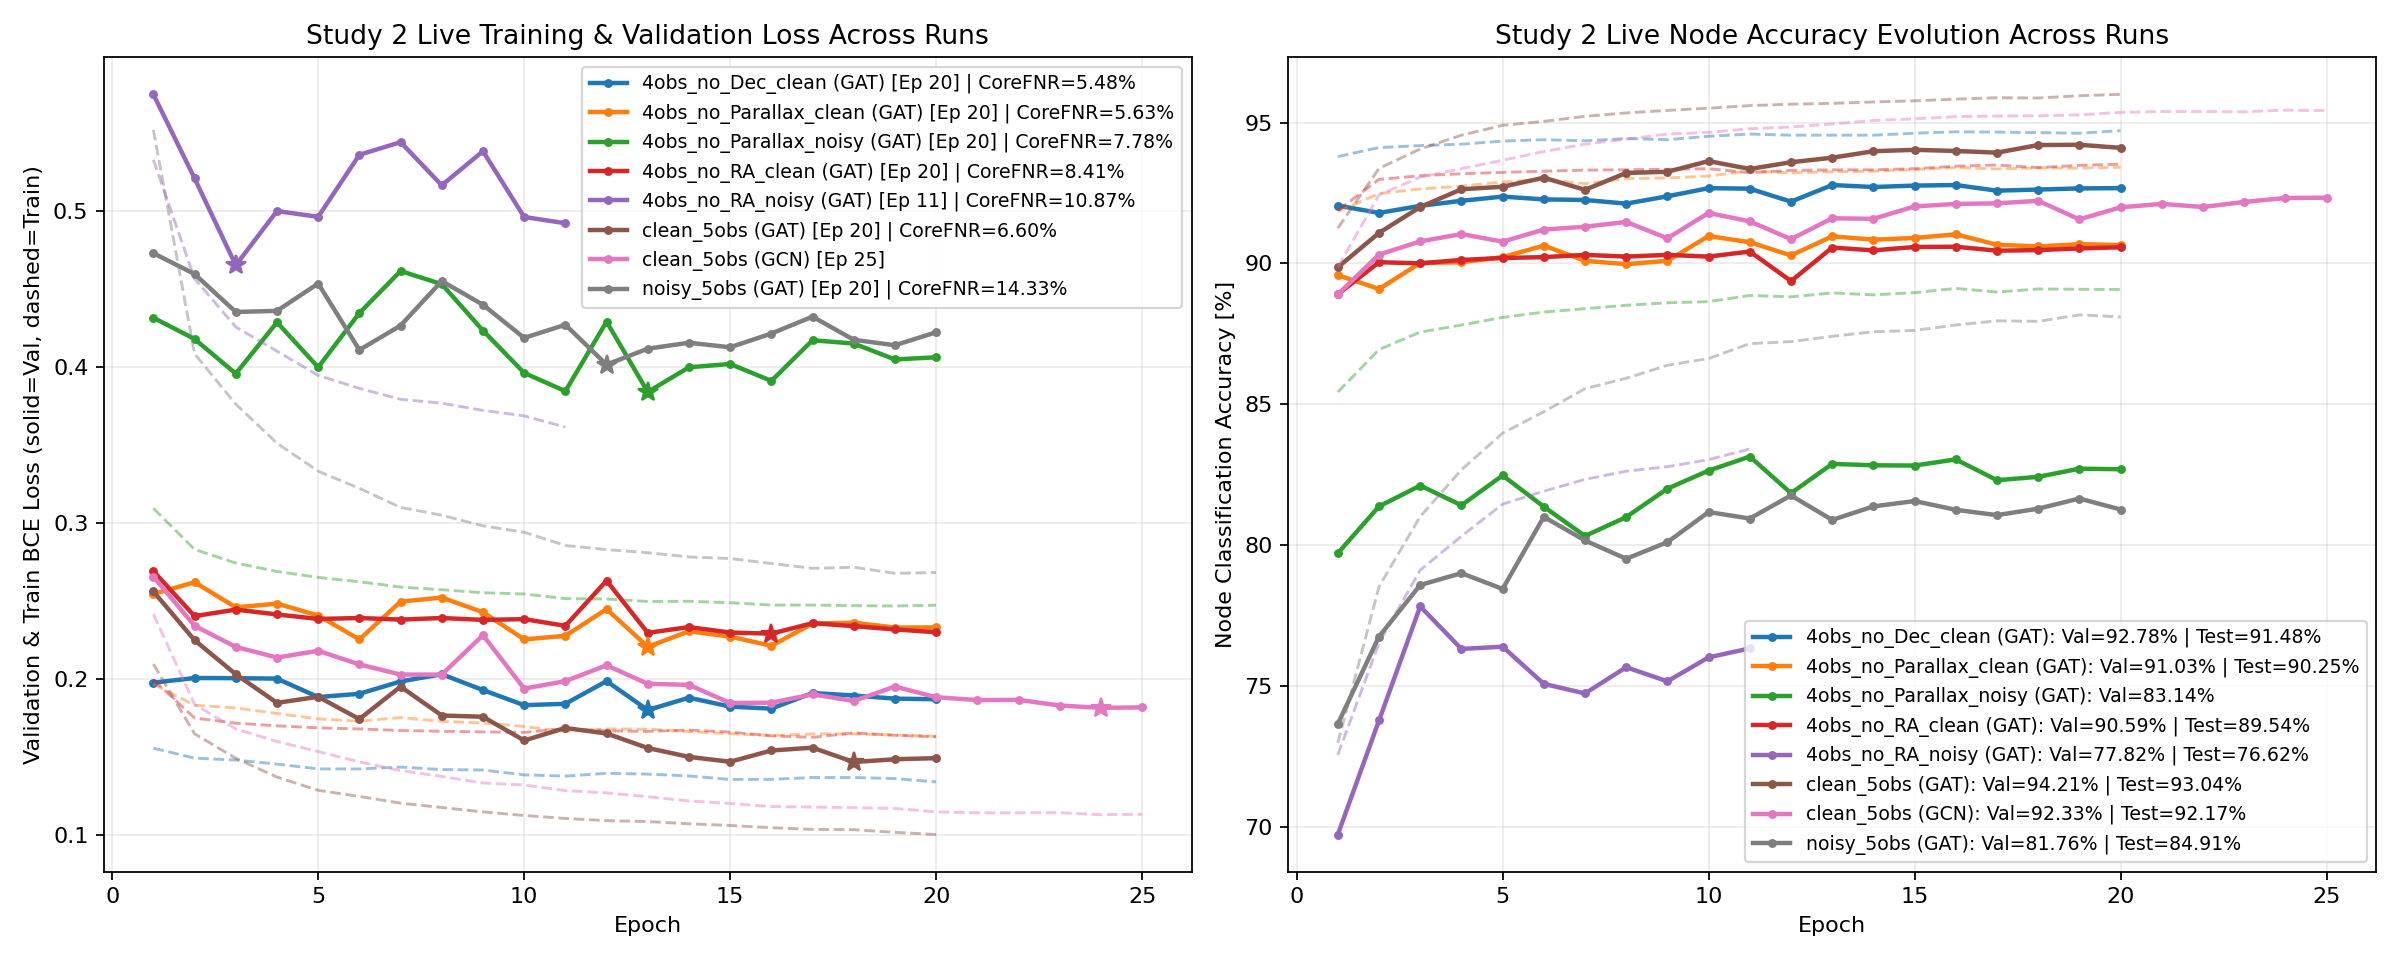 Study 2 Live Training & Validation Loss Across Runs
Validation & Train BCE Loss (solid=Val, dashed=Train)
0.5
0.4
0.3
0.2
0.1
4obs_no_Dec_clean (GAT) [Ep 20] | CoreFNR=5.48%
4obs_no_Parallax_clean (GAT) [Ep 20] | CoreFNR=5.63%
4obs_no_Parallax_noisy (GAT) [Ep 20] | CoreFNR=7.78%
4obs_no_RA_clean (GAT) [Ep 20] | CoreFNR=8.41%
4obs_no_RA_noisy (GAT) [Ep 11] | CoreFNR=10.87%
clean_5obs (GAT) [Ep 20] | CoreFNR=6.60%
clean_5obs (GCN) [Ep 25]
noisy_5obs (GAT) [Ep 20] | CoreFNR=14.33%
0 5 10 15 20 25
Epoch
Study 2 Live Node Accuracy Evolution Across Runs
Node Classification Accuracy [%]
95
90
85
80
75
70
4obs_no_Dec_clean (GAT): Val=92.78% | Test=91.48%
4obs_no_Parallax_clean (GAT): Val=91.03% | Test=90.25%
4obs_no_Parallax_noisy (GAT): Val=83.14%
4obs_no_RA_clean (GAT): Val=90.59% | Test=89.54%
4obs_no_RA_noisy (GAT): Val=77.82% | Test=76.62%
clean_5obs (GAT): Val=94.21% | Test=93.04%
clean_5obs (GCN): Val=92.33% | Test=92.17%
noisy_5obs (GAT): Val=81.76% | Test=84.91%
0 5 10 15 20 25
Epoch